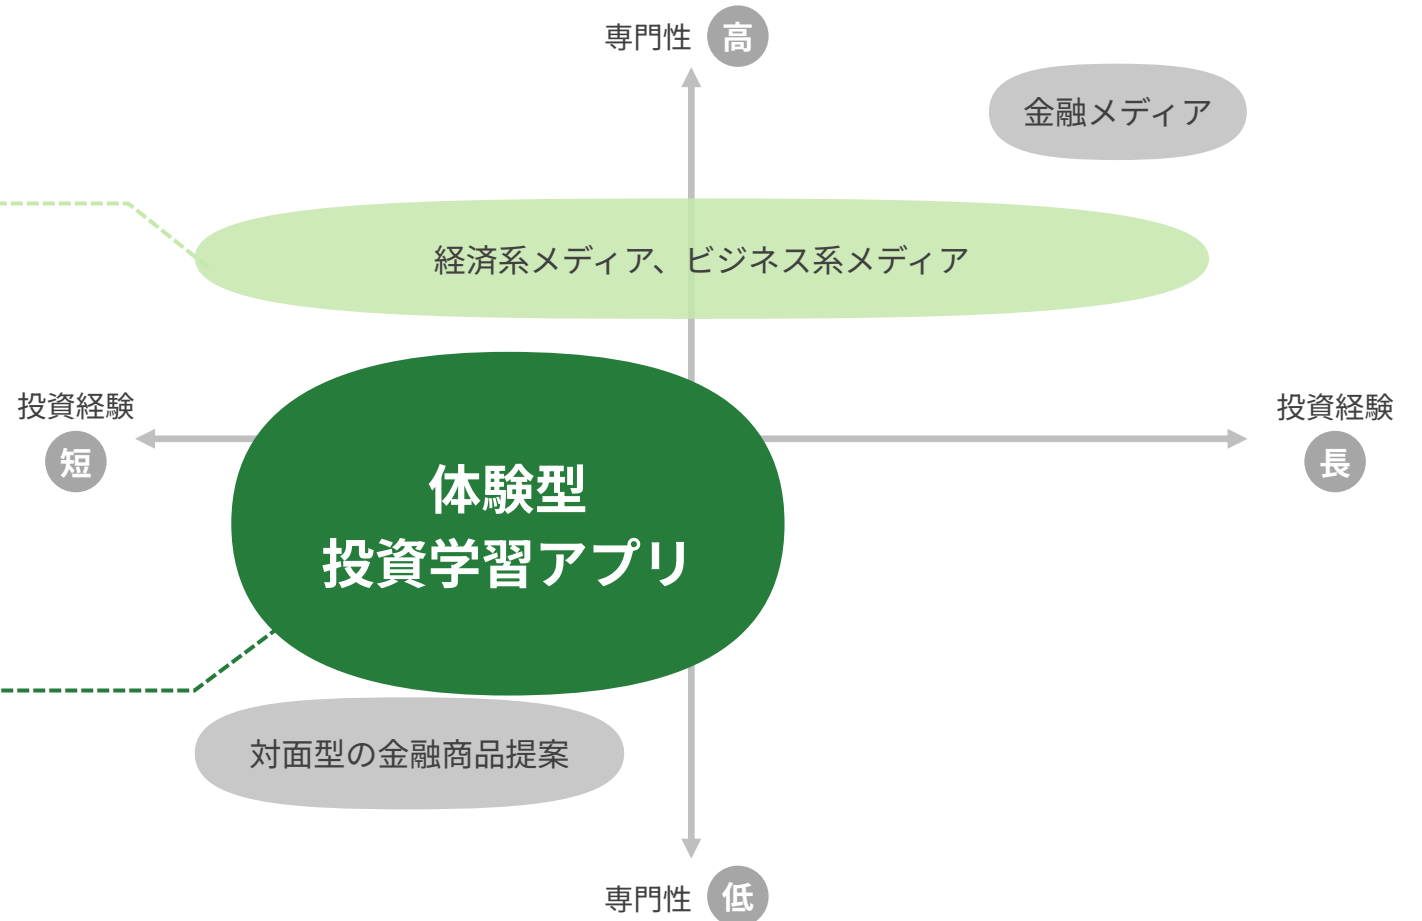 専門性 高
金融メディア
経済系メディア、ビジネス系メディア
投資経験
短
投資経験
長
体験型
投資学習アプリ
対面型の金融商品提案
専門性 低